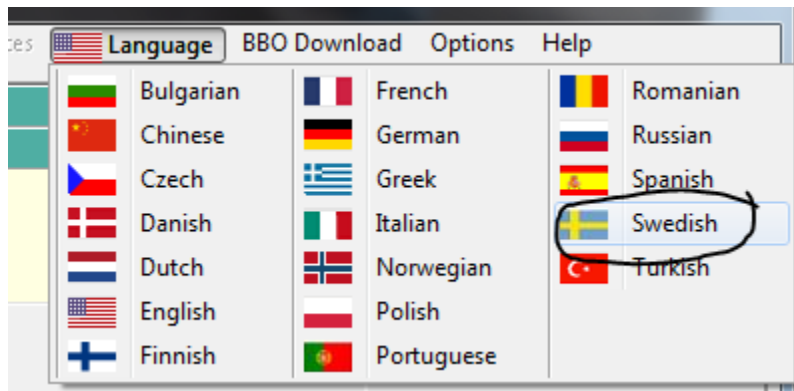 Language BBO Download Options Help
Bulgarian French Romanian
Chinese German Russian
Czech Greek Spanish
Danish Italian Swedish
Dutch Norwegian Turkish
English Polish
Finnish Portuguese